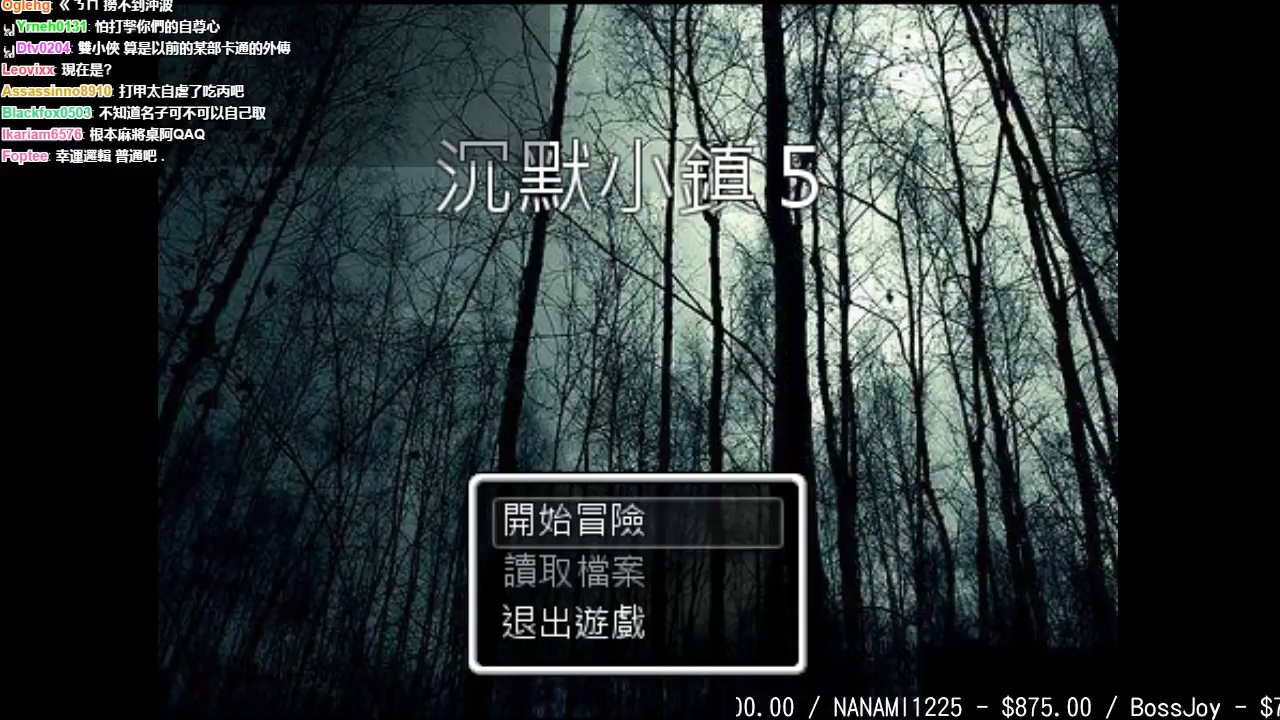 Oglehg: ㄍㄋㄇ 撈不到沖波
Yrneh0131: 怕打擊你們的自尊心
Dtv0204: 雙小俠 算是以前的某部卡通的外傳
Leovixx: 現在是?
Assassinno8910: 打甲太自虐了吃丙吧
Blackfox0503: 不知道名子可不可以自己取
Ikariam6576: 根本麻將桌阿QAQ
Foptee: 幸運邏輯 普通吧 .
沉默小鎮 5
開始冒險
讀取檔案
退出遊戲
00.00 / NANAMI1225 - $875.00 / BossJoy - $